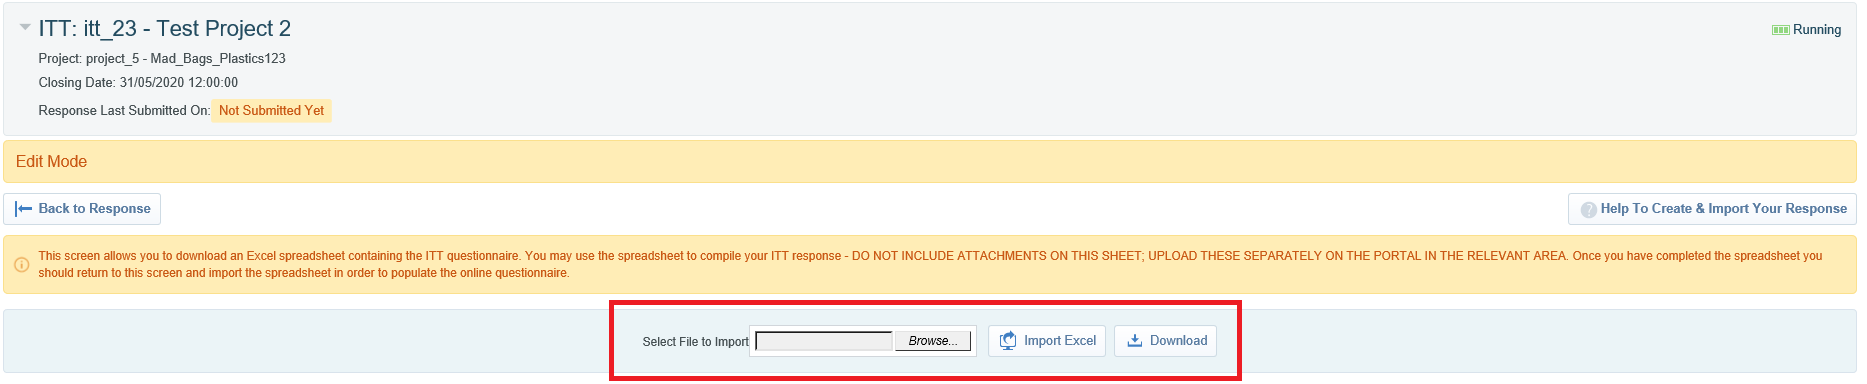 ITT: itt_23 - Test Project 2
Running
Project: project_5 - Mad_Bags_Plastics123
Closing Date: 31/05/2020 12:00:00
Response Last Submitted On: Not Submitted Yet
Edit Mode
Back to Response
Help To Create & Import Your Response
This screen allows you to download an Excel spreadsheet containing the ITT questionnaire. You may use the spreadsheet to compile your ITT response - DO NOT INCLUDE ATTACHMENTS ON THIS SHEET; UPLOAD THESE SEPARATELY ON THE PORTAL IN THE RELEVANT AREA. Once you have completed the spreadsheet you
should return to this screen and import the spreadsheet in order to populate the online questionnaire.
Select File to Import Browse... Import Excel Download